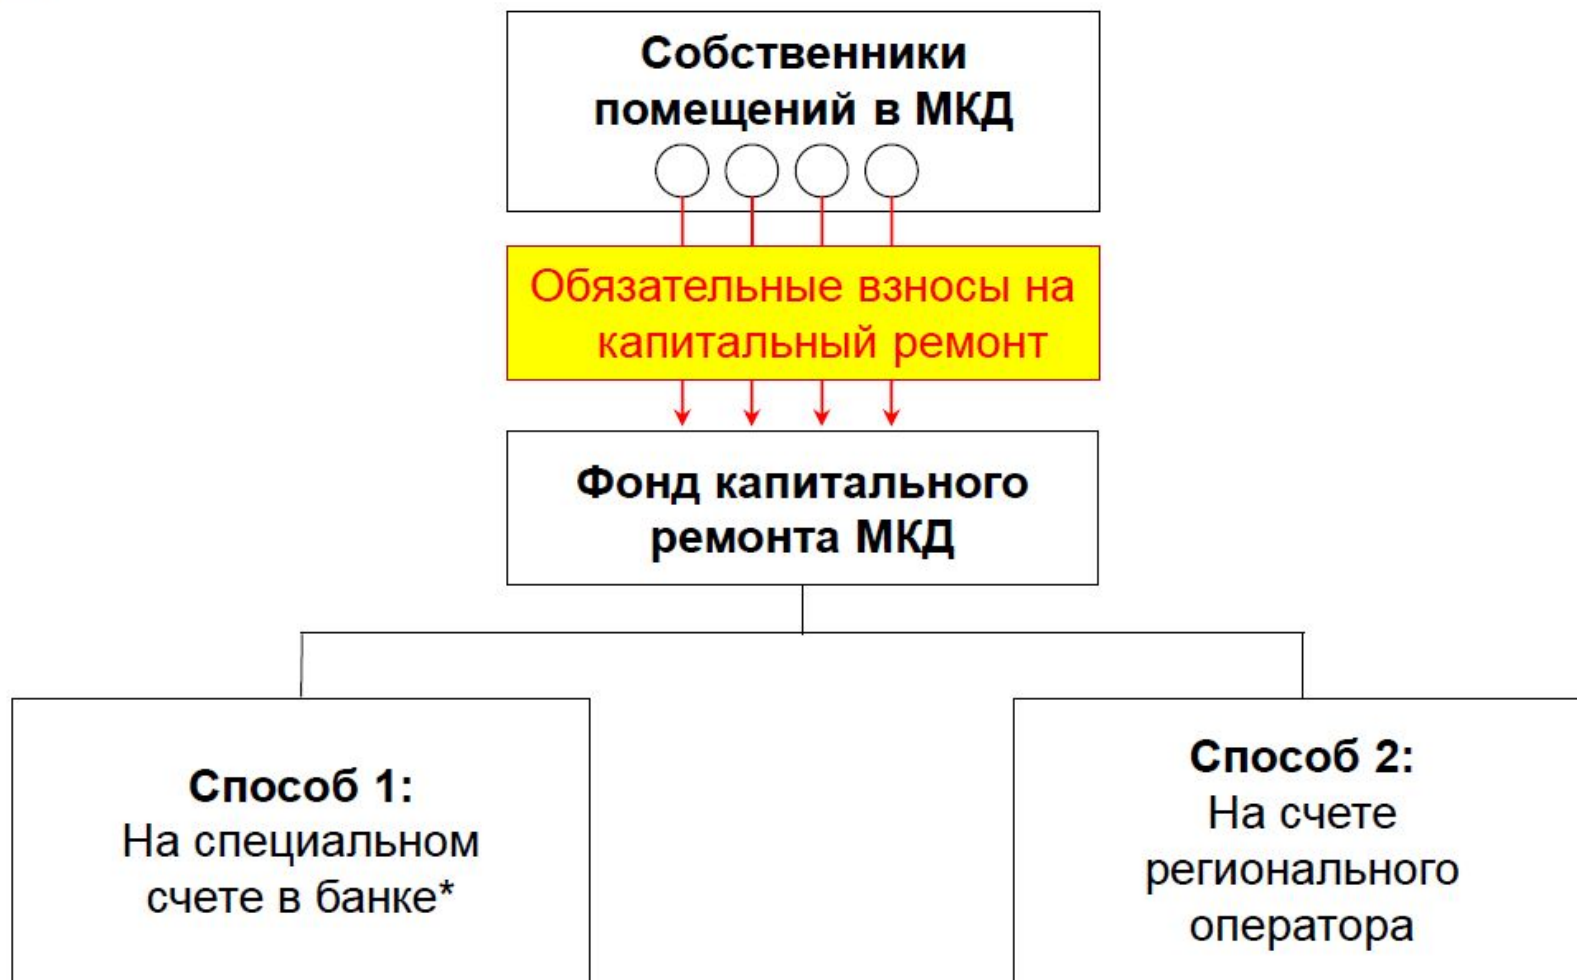 Собственники
помещений в МКД
Обязательные взносы на
капитальный ремонт
Фонд капитального
ремонта МКД
Способ 1:
На специальном
счете в банке*
Способ 2:
На счете
регионального
оператора